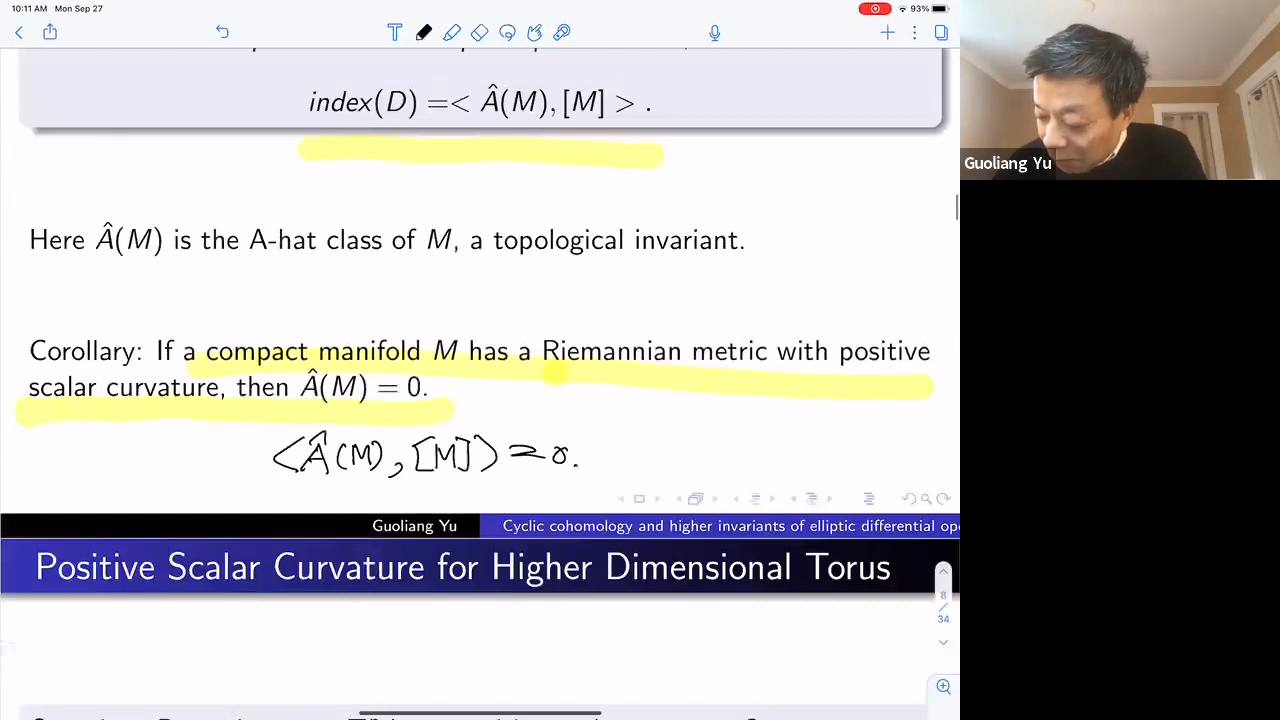 10:11 AM Mon Sep 27
93%
index(D) =< Â(M), [M] > .
Here Â(M) is the A-hat class of M, a topological invariant.
Corollary: If a compact manifold M has a Riemannian metric with positive
scalar curvature, then Â(M) = 0.
<Â(M), [M]> = 0.
Guoliang Yu
Cyclic cohomology and higher invariants of elliptic differential op
Positive Scalar Curvature for Higher Dimensional Torus
8
/
34
Guoliang Yu